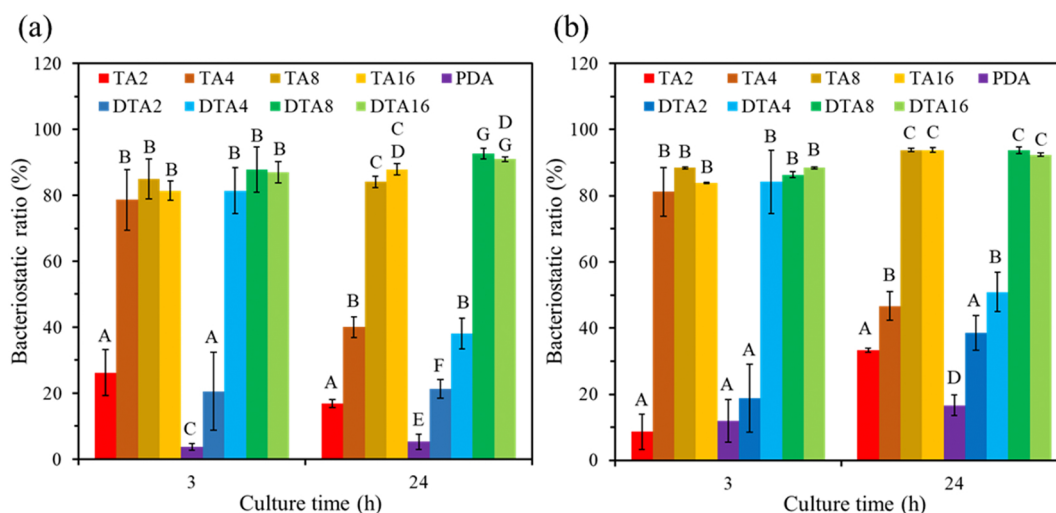 (a)
120
TA2 TA4 TA8 TA16 PDA
DTA2 DTA4 DTA8 DTA16
100
80
60
40
20
0
Bacteriostatic ratio (%)
A B B B C B B B
A B C C D E F B G D G
3 24
Culture time (h)
(b)
120
TA2 TA4 TA8 TA16 PDA
DTA2 DTA4 DTA8 DTA16
100
80
60
40
20
0
Bacteriostatic ratio (%)
A B B B A A B B B
A B C C D A B C C
3 24
Culture time (h)